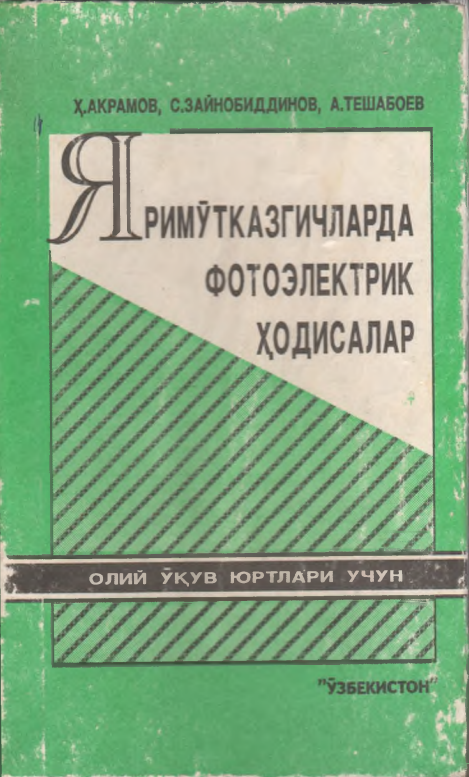 Ҳ.АКРАМОВ, С.ЗАЙНОБИДДИНОВ, А.ТЕШАБОЕВ
ЯРИМЎТКАЗГИЧЛАРДА
ФОТОЭЛЕКТРИК
ҲОДИСАЛАР
ОЛИЙ ЎҚУВ ЮРТЛАРИ УЧУН
"ЎЗБЕКИСТОН"